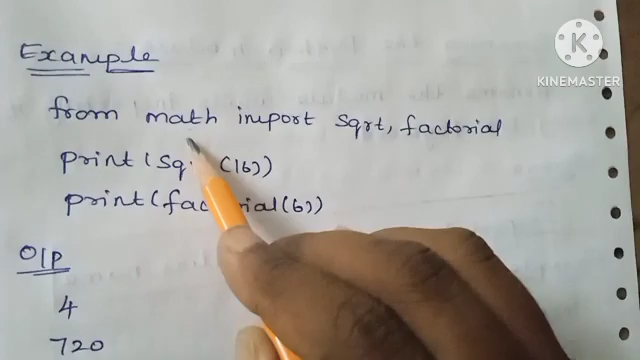 Example
from math import sqrt, factorial
print(sq (16))
print(fac rial(6))
O/P
4
720
KINEMASTER